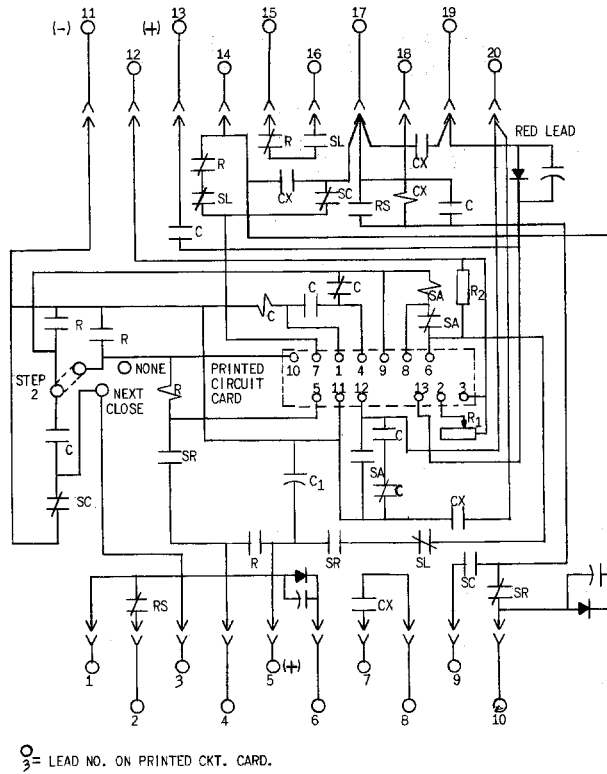 11
(-)
13
(+)
15
17
19
12
14
16
18
20
RED LEAD
R
SL
CX
R
CX
SL
SC
CX
RS
C
C
C
C
SA
R2
R
R
C
SA
STEP
2
NONE
NEXT
CLOSE
PRINTED
CIRCUIT
CARD
10 7 1 4 9 8 6
5 11 12 13 2 3
R
R1
C
SR
C1
SA
C
C
SC
CX
R
SR
SL
SC
SR
RS
CX
1
3
5 (+)
7
9
2
4
6
8
10
3 = LEAD NO. ON PRINTED CKT. CARD.